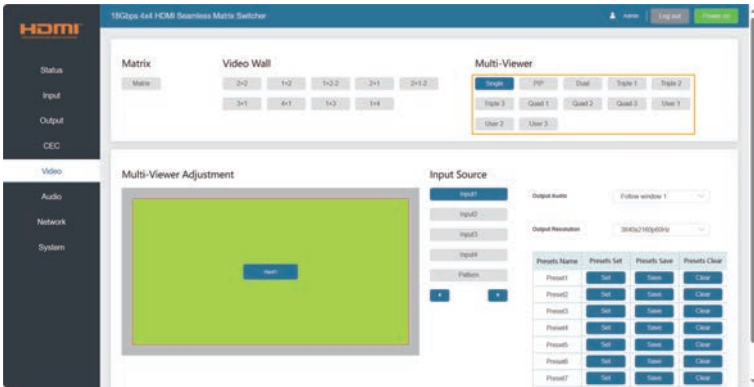 HDMI
18Gbps 4x4 HDMI Seamless Matrix Switcher
Admin
Log out
Power on
Status
Input
Output
CEC
Video
Audio
Network
System
Matrix
Matrix
Video Wall
2×2 1×2 1×2-2 2×1 2×1-2
3×1 4×1 1×3 1×4
Multi-Viewer
Single PIP Dual Triple 1 Triple 2
Triple 3 Quad 1 Quad 2 Quad 3 User 1
User 2 User 3
Multi-Viewer Adjustment
Input1
Input Source
Input1
Input2
Input3
Input4
Pattern
Output Audio Follow window 1
Output Resolution 3840x2160p60Hz
Presets Name Presets Set Presets Save Presets Clear
Preset1 Set Save Clear
Preset2 Set Save Clear
Preset3 Set Save Clear
Preset4 Set Save Clear
Preset5 Set Save Clear
Preset6 Set Save Clear
Preset7 Set Save Clear